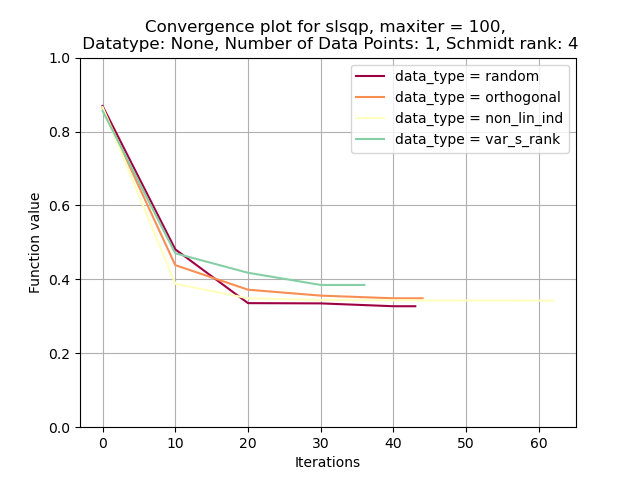 Convergence plot for slsqp, maxiter = 100,
Datatype: None, Number of Data Points: 1, Schmidt rank: 4
data_type = random
data_type = orthogonal
data_type = non_lin_ind
data_type = var_s_rank
Function value
1.0
0.8
0.6
0.4
0.2
0.0
0 10 20 30 40 50 60
Iterations